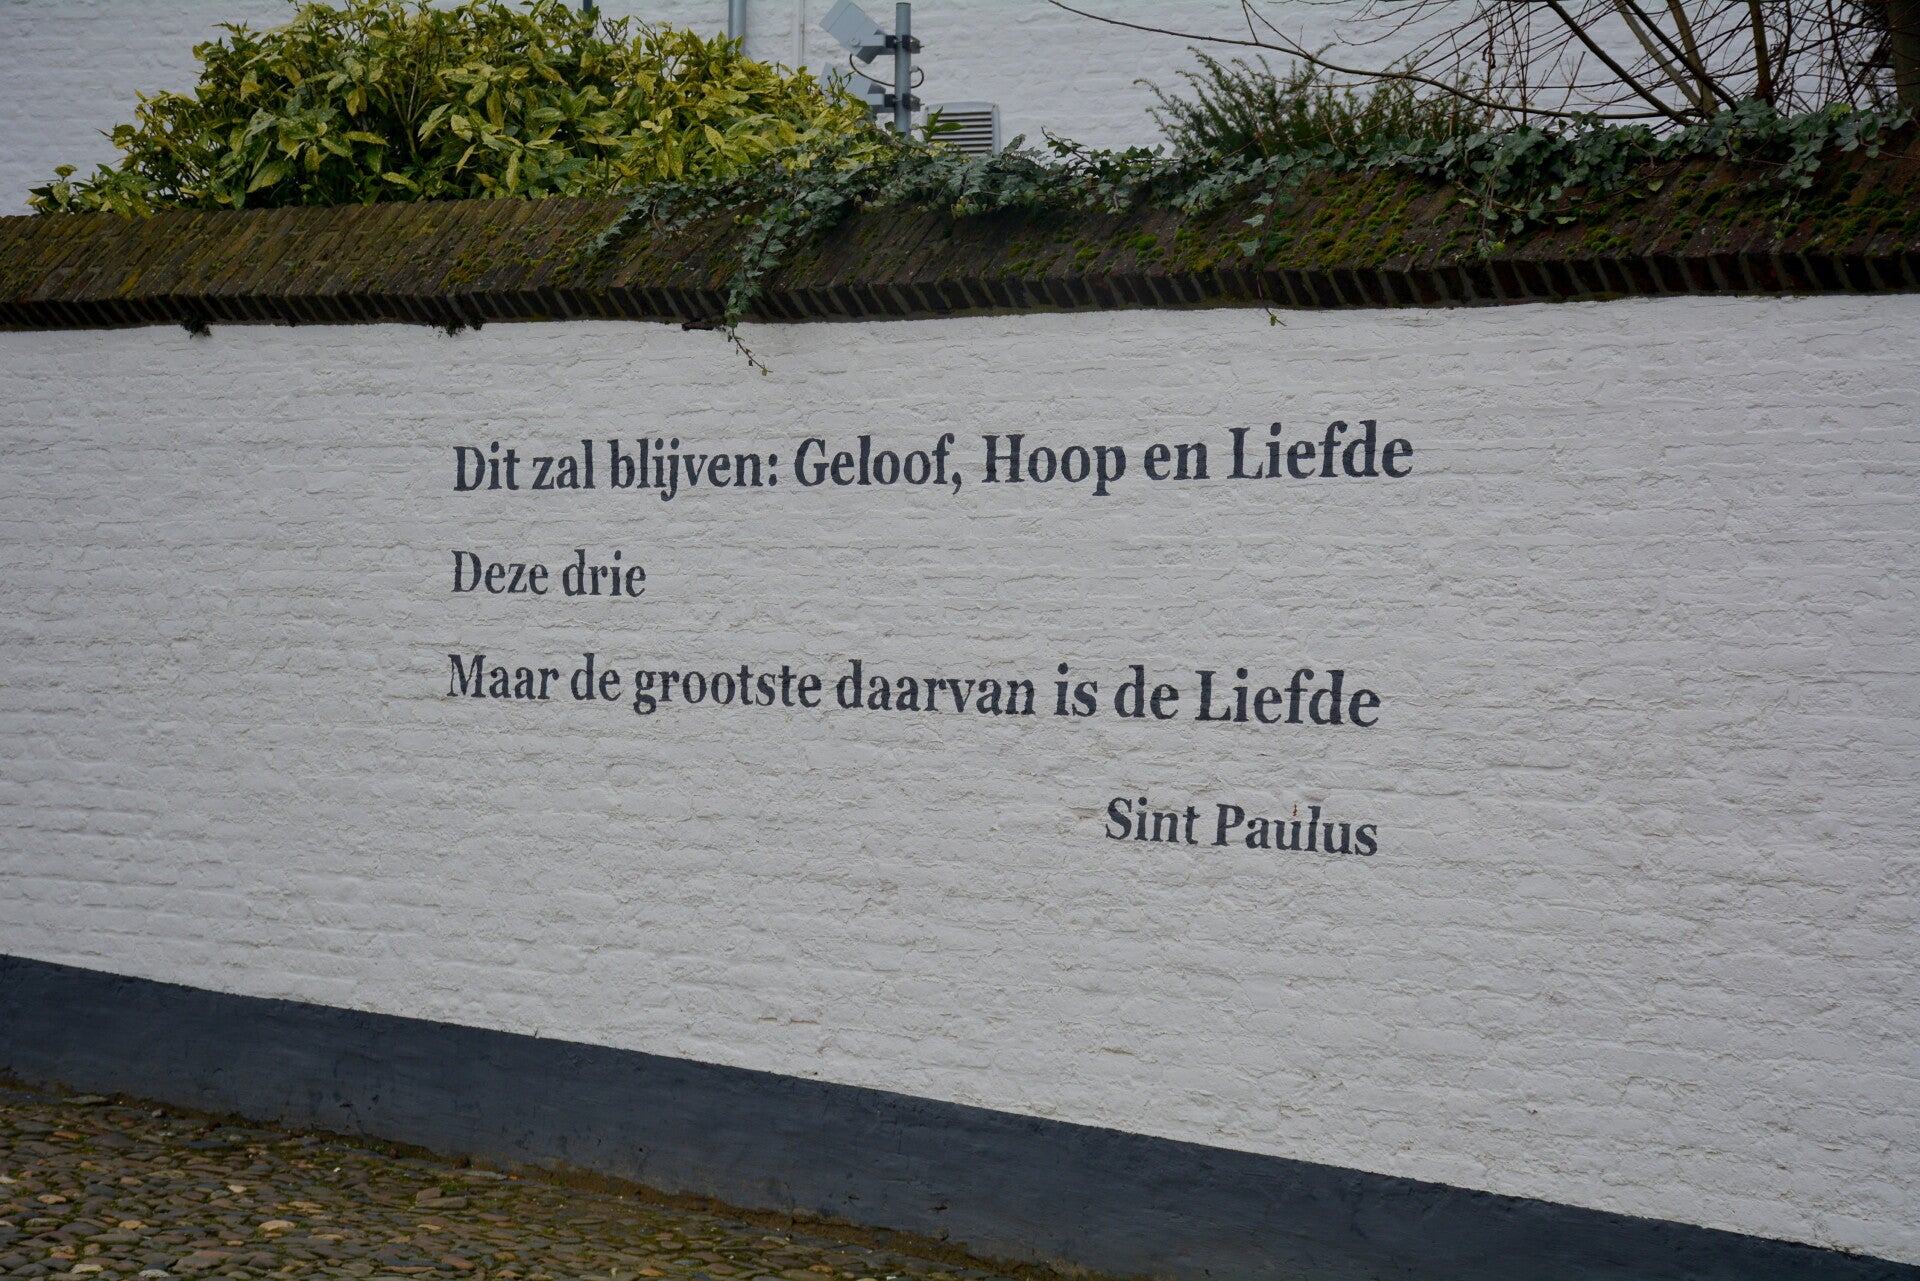 Dit zal blijven: Geloof, Hoop en Liefde
Deze drie
Maar de grootste daarvan is de Liefde
Sint Paulus